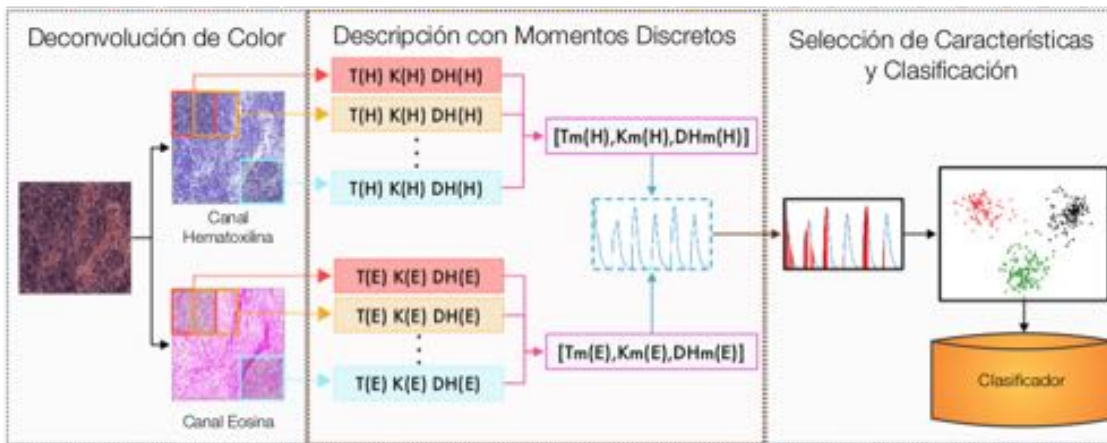 Deconvolución de Color
Canal
Hematoxilina
Canal Eosina
Descripción con Momentos Discretos
T(H) K(H) DH(H)
T(H) K(H) DH(H)
T(H) K(H) DH(H)
T(E) K(E) DH(E)
T(E) K(E) DH(E)
T(E) K(E) DH(E)
[Tm(H),Km(H),DHm(H)]
[Tm(E),Km(E),DHm(E)]
Selección de Características
y Clasificación
Clasificador